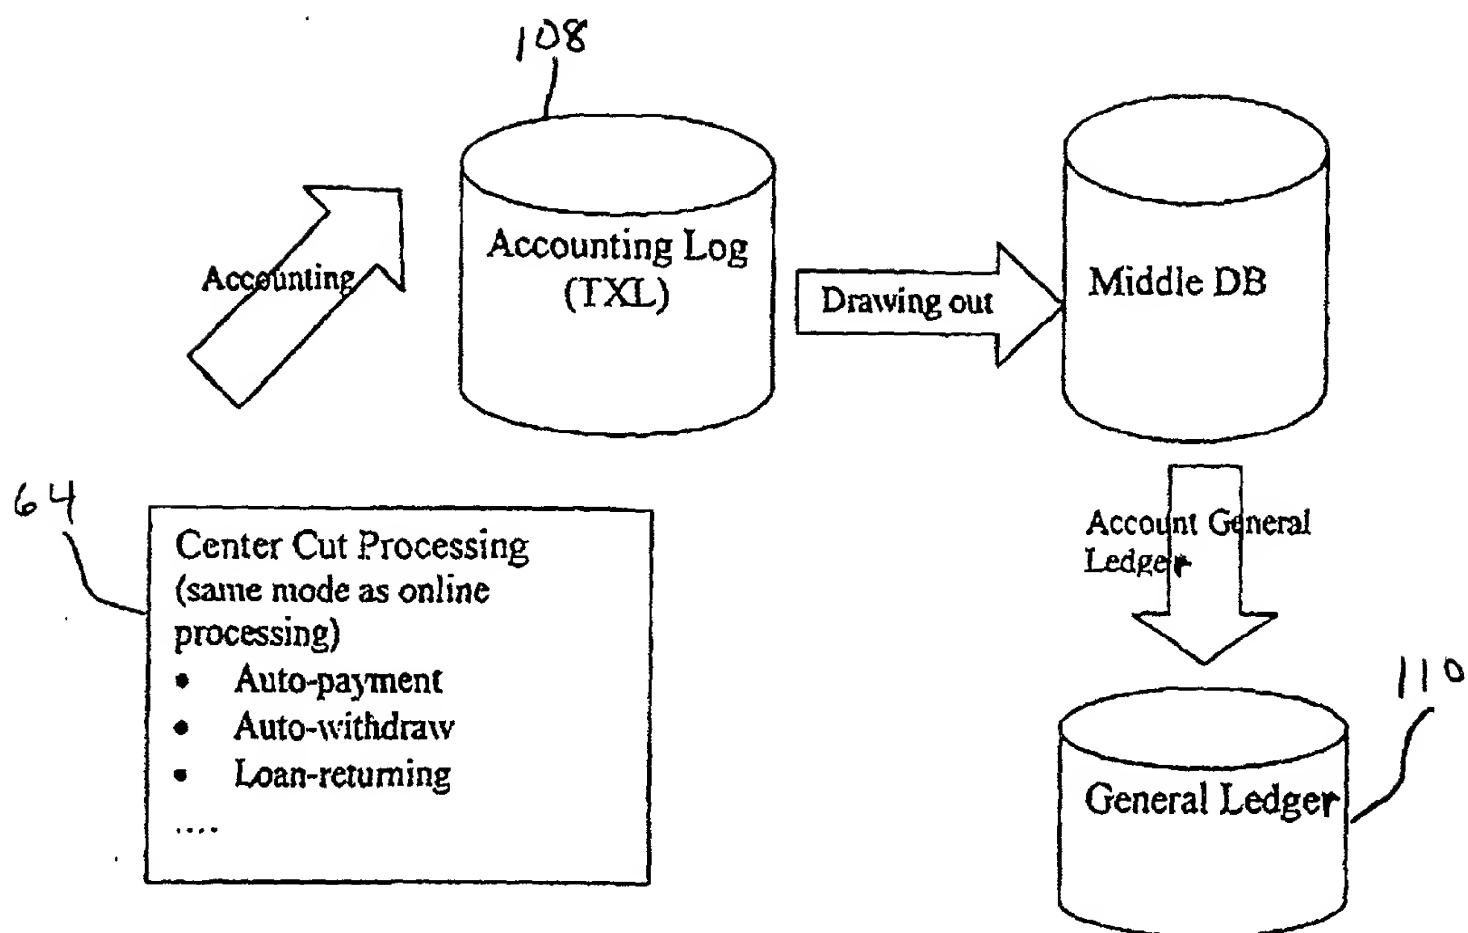 108
Accounting Log
(TXL)
Accounting
Drawing out
Middle DB
64
Center Cut Processing
(same mode as online
processing)
• Auto-payment
• Auto-withdraw
• Loan-returning
....
Account General
Ledger
110
General Ledger